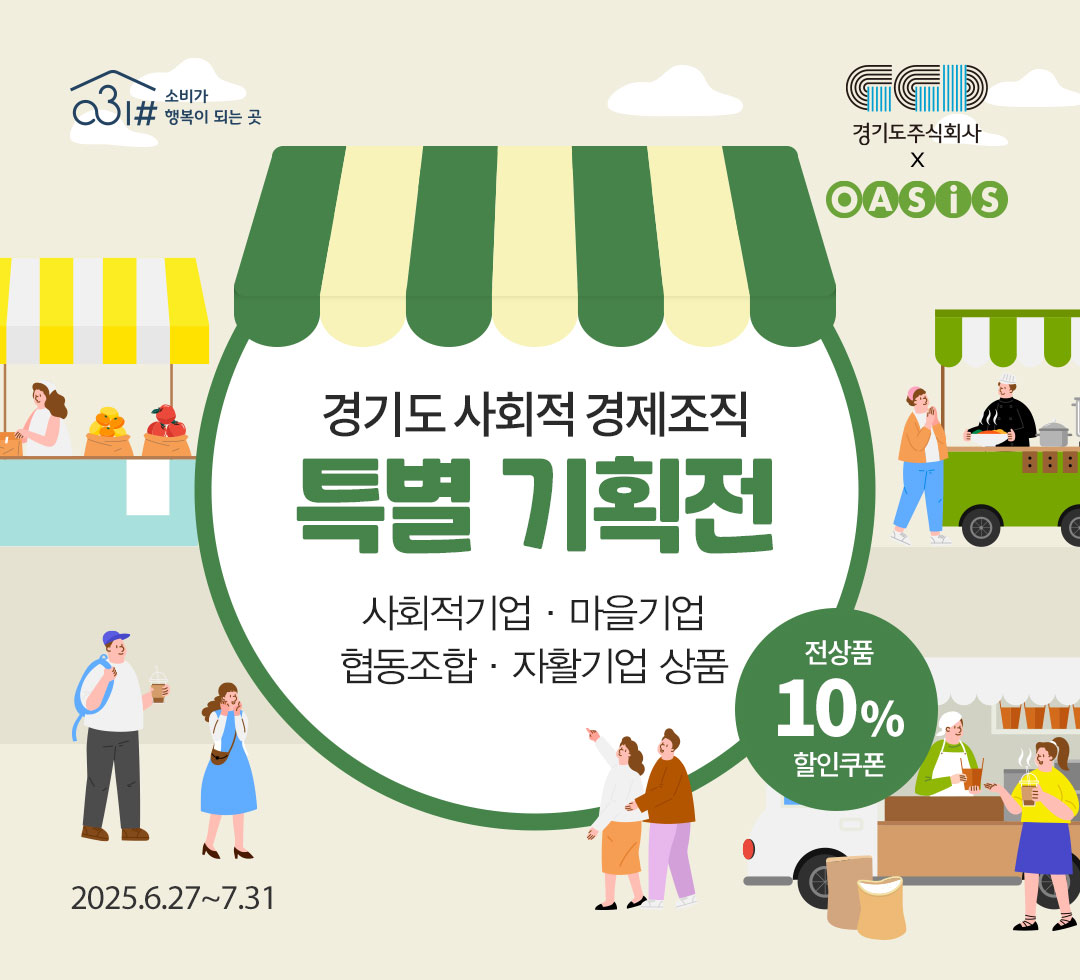 소비가
행복이 되는 곳
경기도주식회사
X
OASIS
경기도 사회적 경제조직
특별 기획전
사회적기업 · 마을기업
협동조합 · 자활기업 상품
전상품
10%
할인쿠폰
2025.6.27~7.31